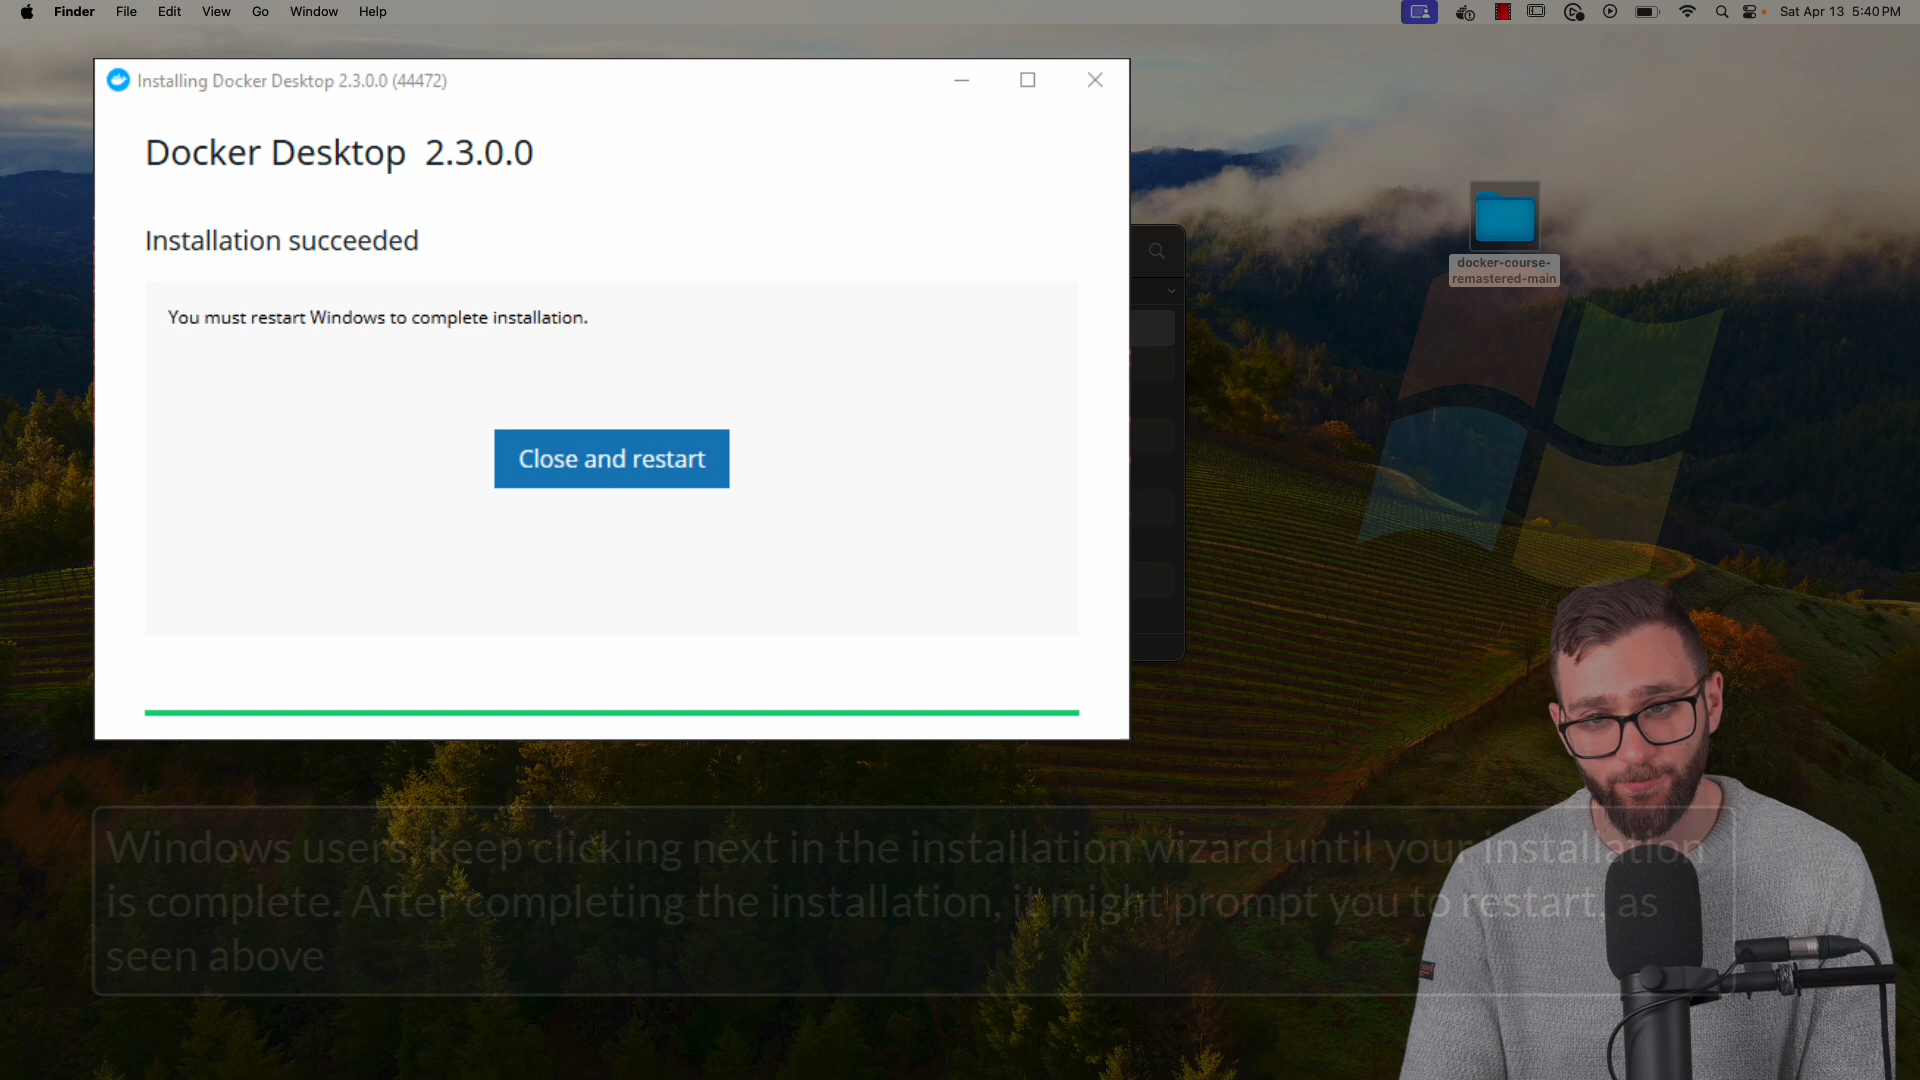 Finder File Edit View Go Window Help
Sat Apr 13 5:40 PM
Installing Docker Desktop 2.3.0.0 (44472)
Docker Desktop 2.3.0.0
Installation succeeded
You must restart Windows to complete installation.
Close and restart
docker-course-
remastered-main
Windows users, keep clicking next in the installation wizard until your installation
is complete. After completing the installation, it might prompt you to restart, as
seen above